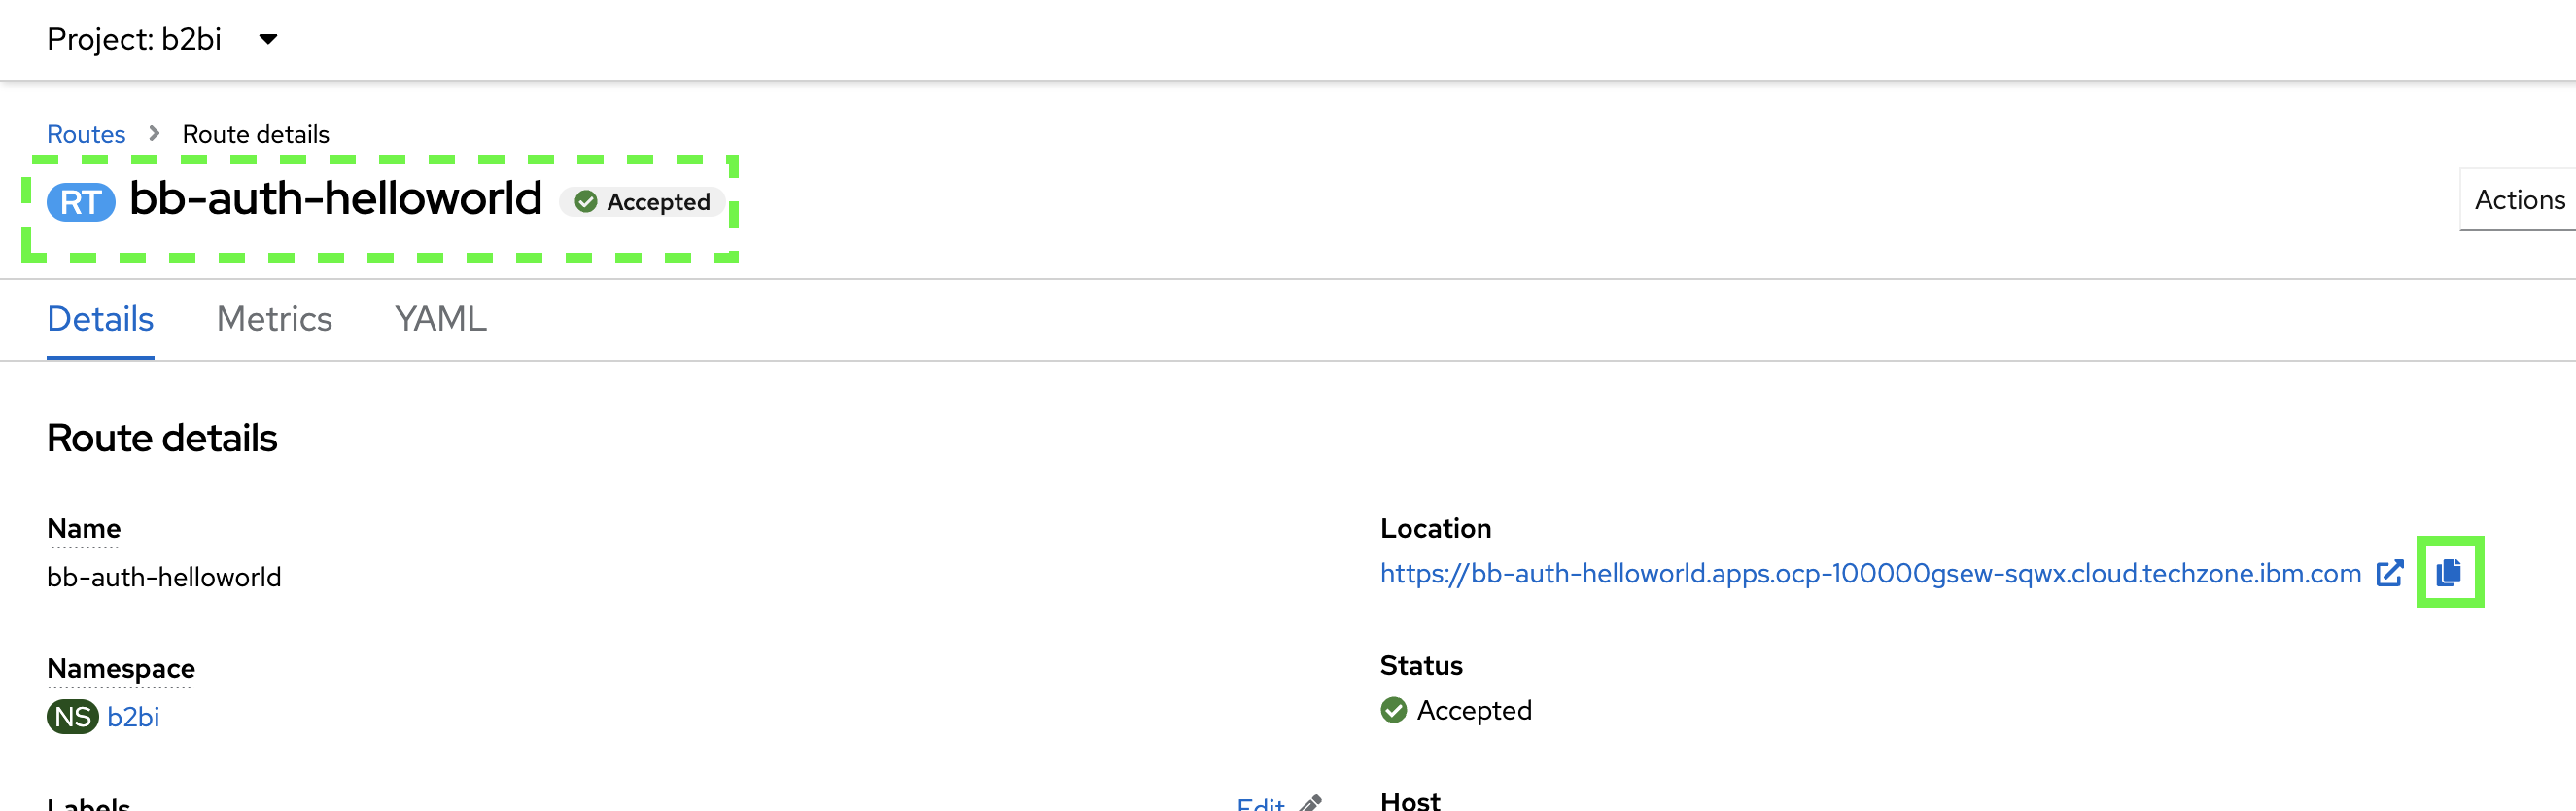 Project: b2bi
Routes > Route details
RT bb-auth-helloworld Accepted
Actions
Details Metrics YAML
Route details
Name
bb-auth-helloworld
Location
https://bb-auth-helloworld.apps.ocp-100000gsew-sqwx.cloud.techzone.ibm.com
Namespace
NS b2bi
Status
Accepted
Labels
Edit
Host